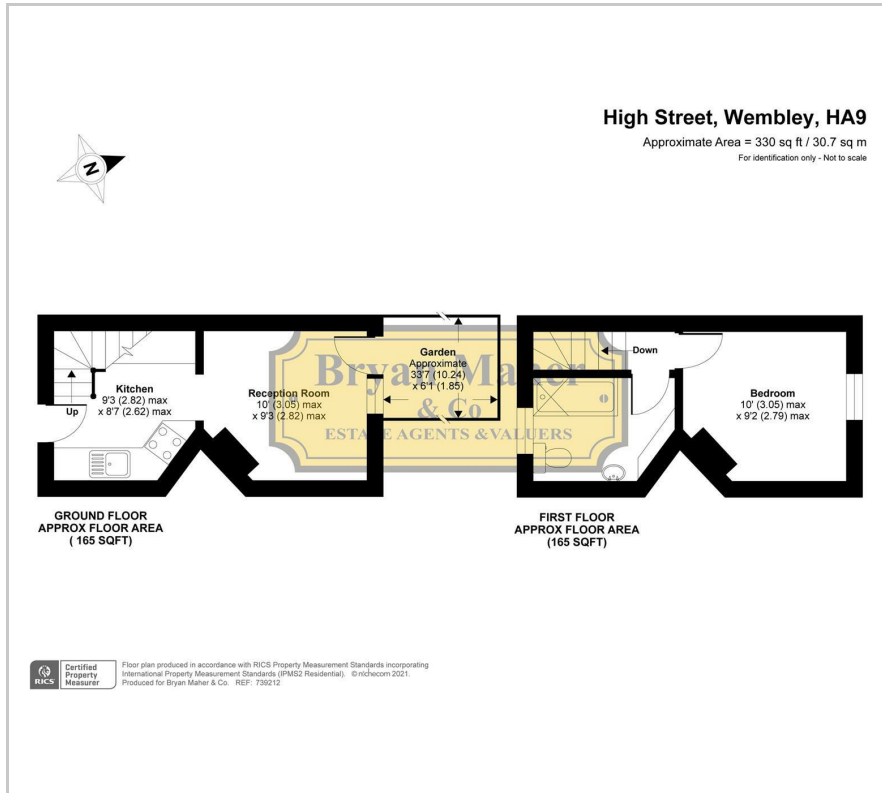 High Street, Wembley, HA9
Approximate Area = 330 sq ft / 30.7 sq m
For identification only - Not to scale
N
Kitchen
9'3 (2.82) max
x 8'7 (2.62) max
Up
Reception Room
10' (3.05) max
x 9'3 (2.82) max
Garden
Approximate
33'7 (10.24)
x 6'1 (1.85)
Down
Bedroom
10' (3.05) max
x 9'2 (2.79) max
Bryan Maher
& Co
ESTATE AGENTS & VALUERS
GROUND FLOOR
APPROX FLOOR AREA
( 165 SQFT)
FIRST FLOOR
APPROX FLOOR AREA
(165 SQFT)
RICS
Certified
Property
Measurer
Floor plan produced in accordance with RICS Property Measurement Standards incorporating
International Property Measurement Standards (IPMS2 Residential). © nichecom 2021.
Produced for Bryan Maher & Co. REF: 739212